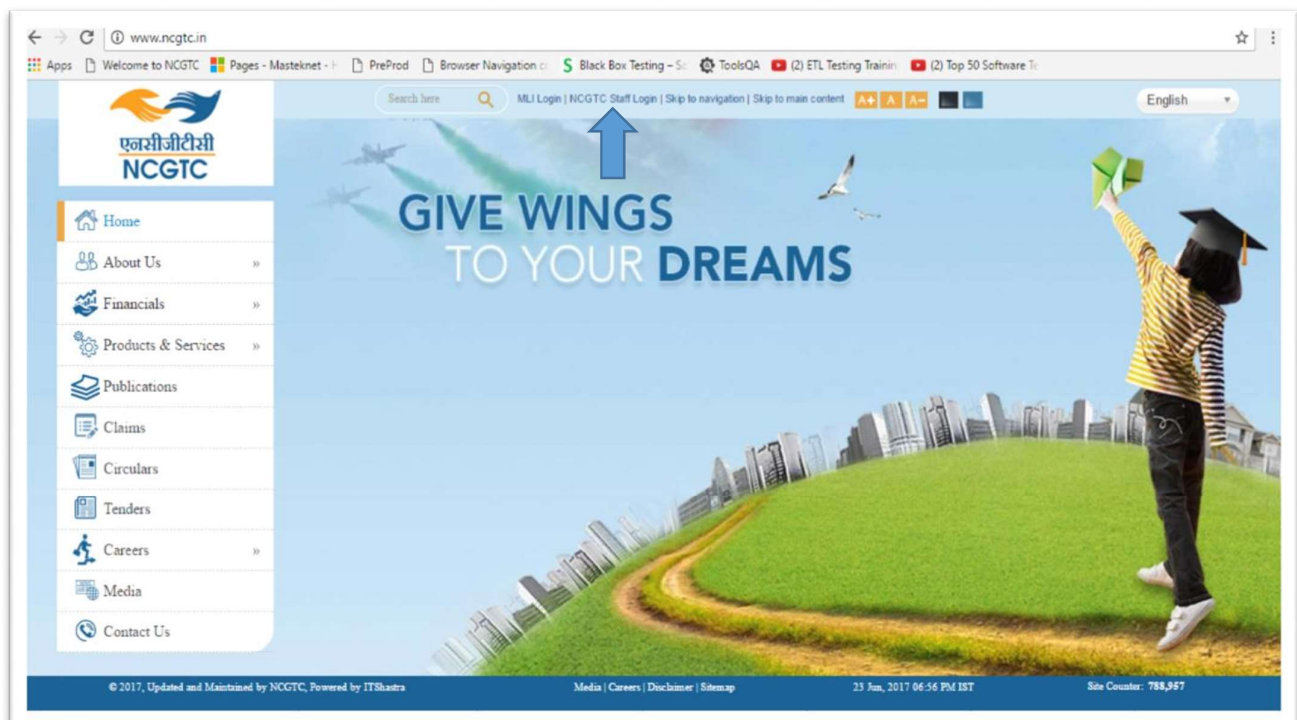 www.ncgtc.in
Apps Welcome to NCGTC Pages - Masteknet - H PreProd Browser Navigation co Black Box Testing – So ToolsQA (2) ETL Testing Trainin (2) Top 50 Software Te
Search here MLI Login | NCGTC Staff Login | Skip to navigation | Skip to main content A+ A A- English
एनसीजीटीसी
NCGTC
GIVE WINGS
TO YOUR DREAMS
Home
About Us »
Financials »
Products & Services »
Publications
Claims
Circulars
Tenders
Careers »
Media
Contact Us
© 2017, Updated and Maintained by NCGTC, Powered by ITShastra Media | Careers | Disclaimer | Sitemap 23 Jun, 2017 06:56 PM IST Site Counter: 788,957